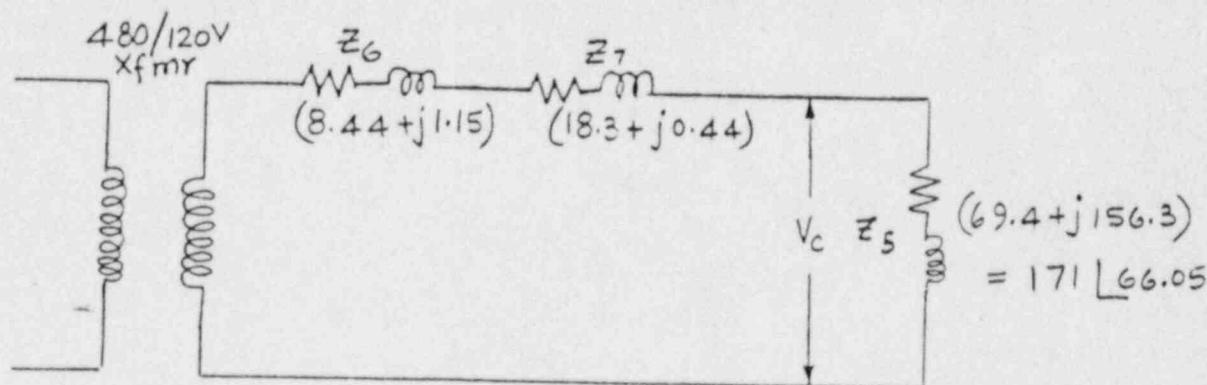 480/120V
Xfmr
Z6
Z7
(8.44+j1.15)
(18.3+j0.44)
Vc
Z5
(69.4+j156.3)
= 171 ∠66.05